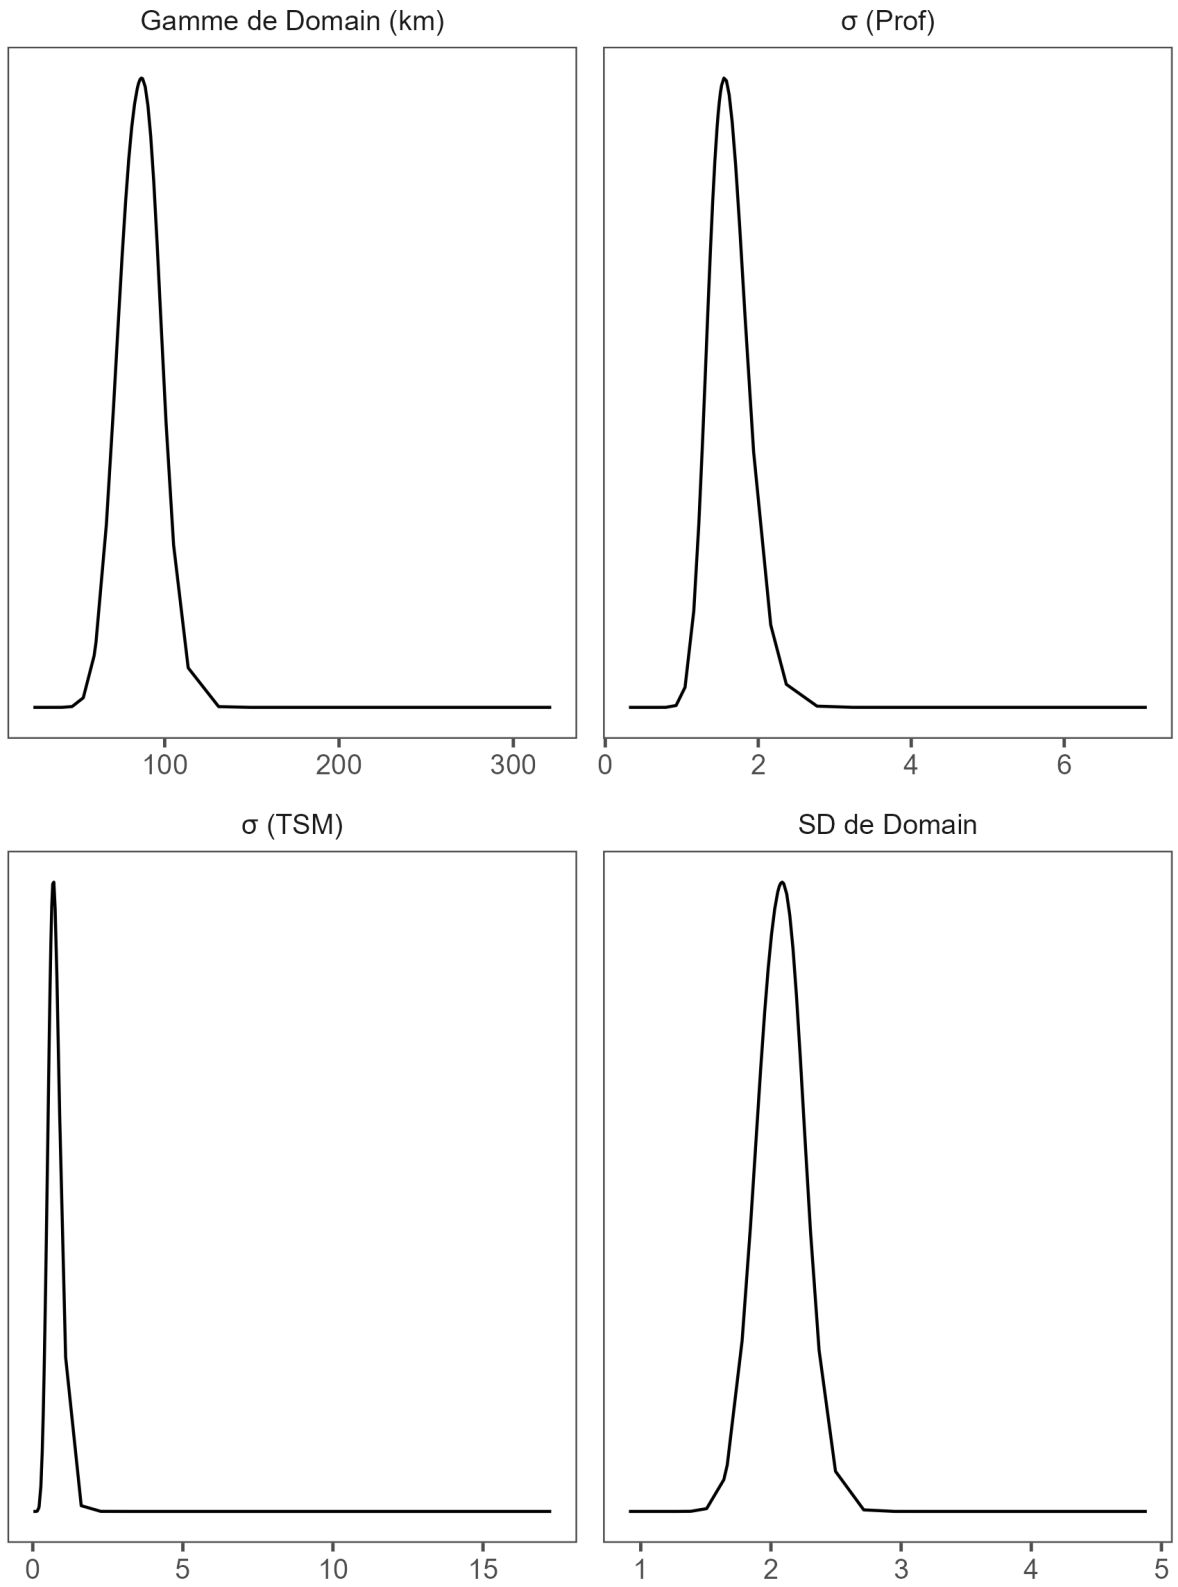 Gamme de Domain (km)
σ (Prof)
100 200 300
0 2 4 6
σ (TSM)
SD de Domain
0 5 10 15
1 2 3 4 5